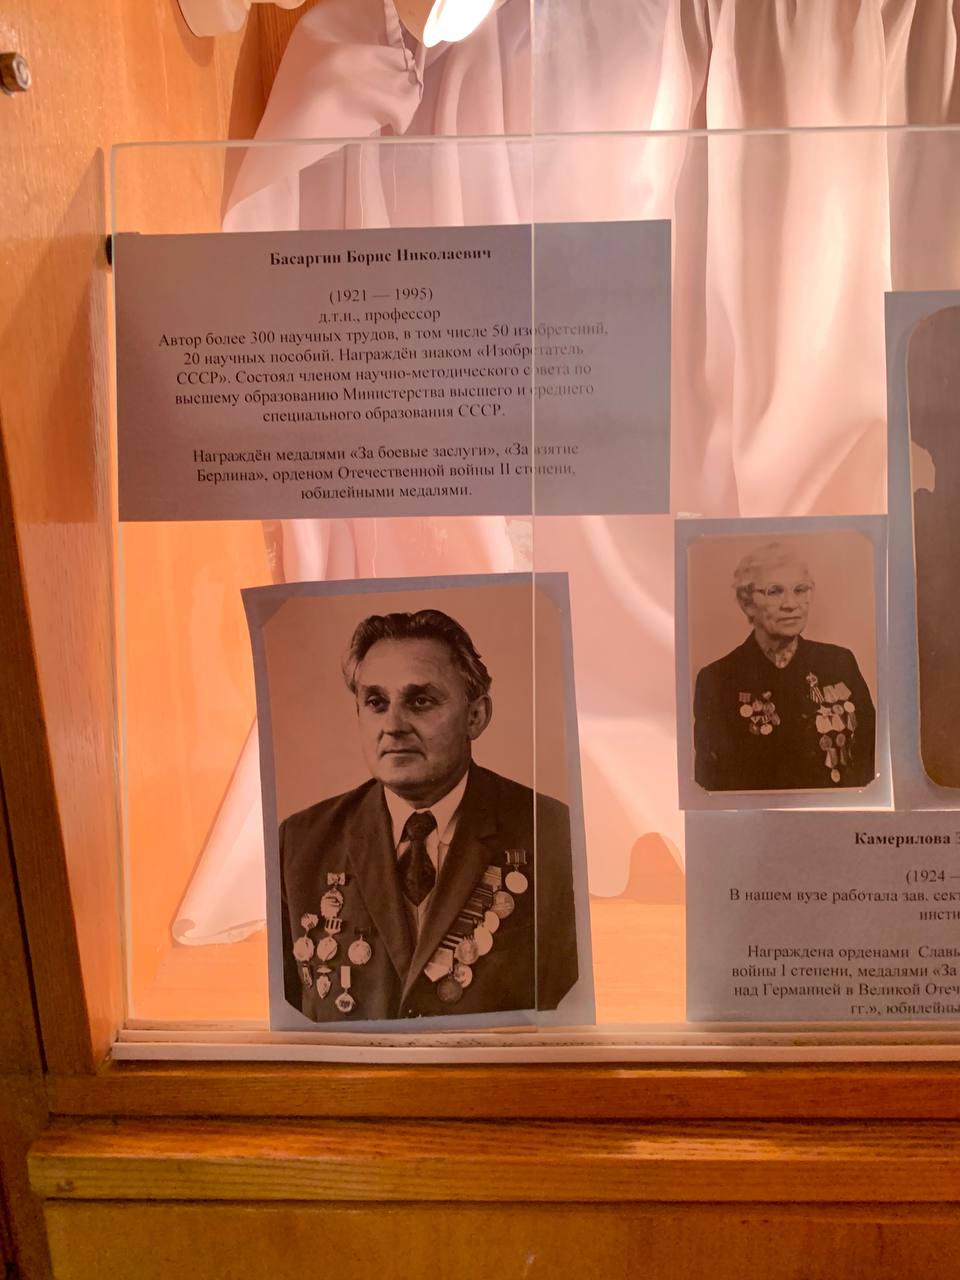 Басаргин Борис Николаевич
(1921 — 1995)
д.т.н., профессор
Автор более 300 научных трудов, в том числе 50 изобретений,
20 научных пособий. Награждён знаком «Изобретатель
СССР». Состоял членом научно-методического совета по
высшему образованию Министерства высшего и среднего
специального образования СССР.
Награждён медалями «За боевые заслуги», «За взятие
Берлина», орденом Отечественной войны II степени,
юбилейными медалями.
Камерилова З
(1924 —
В нашем вузе работала зав. сект
инсти
Награждена орденами Славы
войны I степени, медалями «За
над Германией в Великой Отеч
гг.», юбилейны